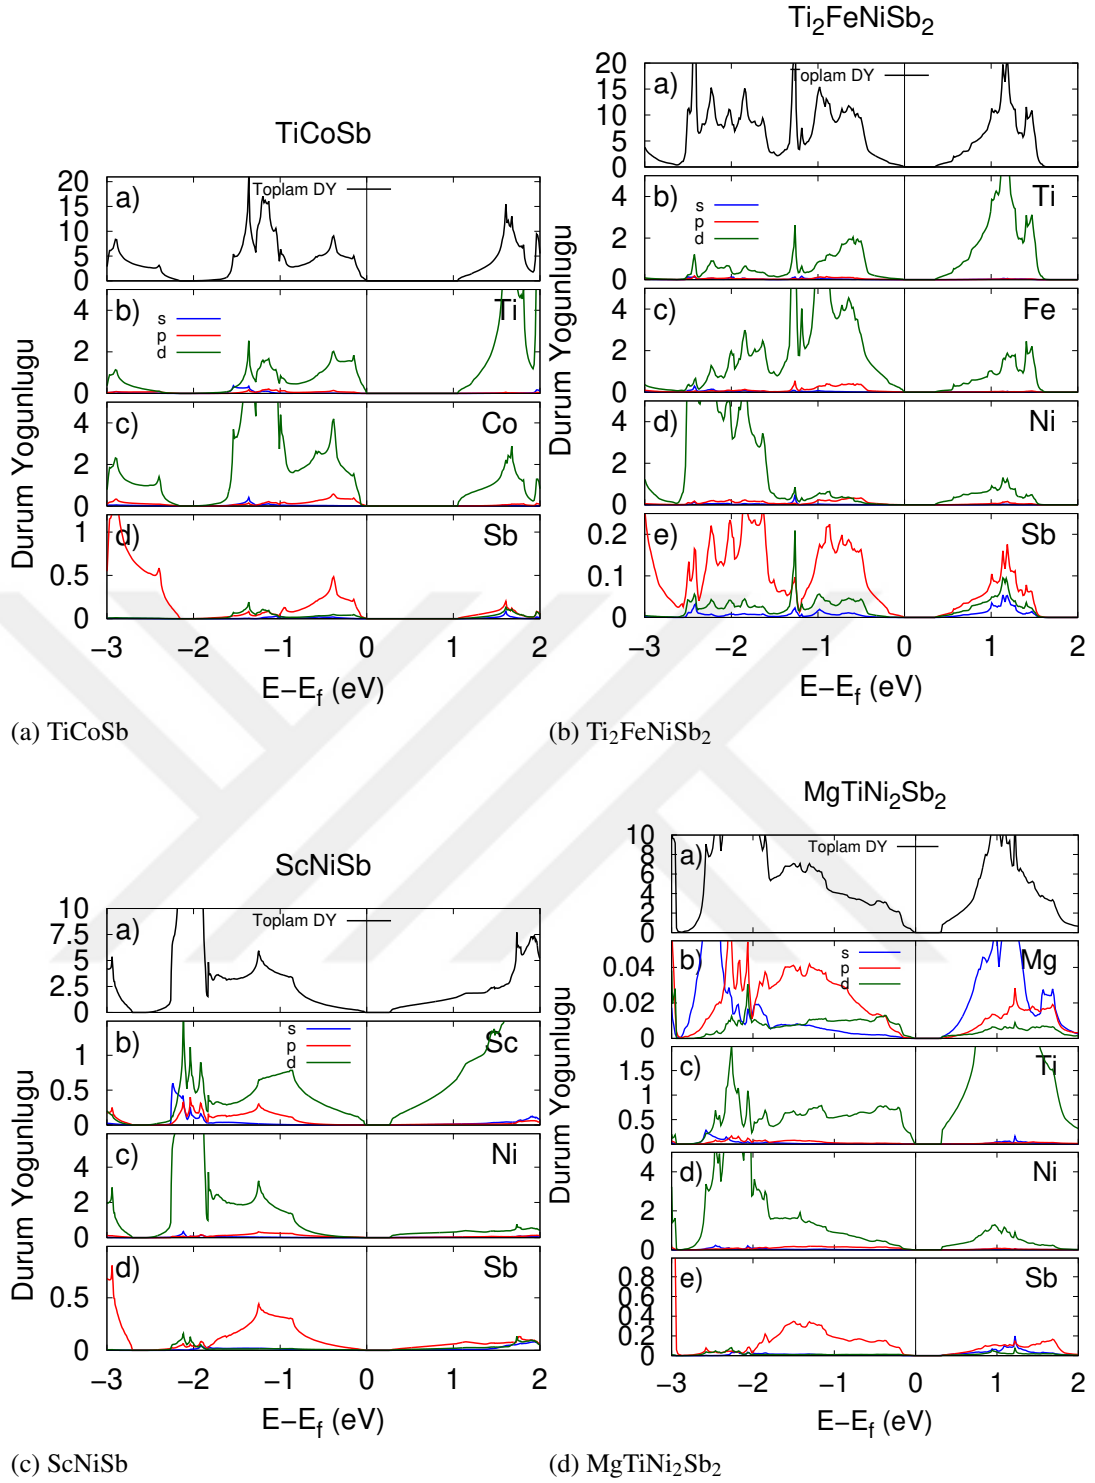 TiCoSb
a)
Toplam DY
20
15
10
5
0
b)
Ti
s
p
d
4
2
0
c)
Co
4
2
0
d)
Sb
1
0.5
0
−3 −2 −1 0 1 2
E−Ef (eV)
Durum Yogunlugu
(a) TiCoSb
Ti2FeNiSb2
a)
Toplam DY
20
15
10
5
0
b)
Ti
s
p
d
4
2
0
c)
Fe
4
2
0
d)
Ni
4
2
0
e)
Sb
0.2
0.1
0
−3 −2 −1 0 1 2
E−Ef (eV)
Durum Yogunlugu
(b) Ti2FeNiSb2
ScNiSb
a)
Toplam DY
10
7.5
5
2.5
0
b)
Sc
s
p
d
1
0.5
0
c)
Ni
4
2
0
d)
Sb
0.5
0
−3 −2 −1 0 1 2
E−Ef (eV)
Durum Yogunlugu
(c) ScNiSb
MgTiNi2Sb2
a)
Toplam DY
10
8
6
4
2
0
b)
Mg
s
p
d
0.04
0.02
0
c)
Ti
1.5
1
0.5
0
d)
Ni
4
2
0
e)
Sb
0.8
0.6
0.4
0.2
0
−3 −2 −1 0 1 2
E−Ef (eV)
Durum Yogunlugu
(d) MgTiNi2Sb2